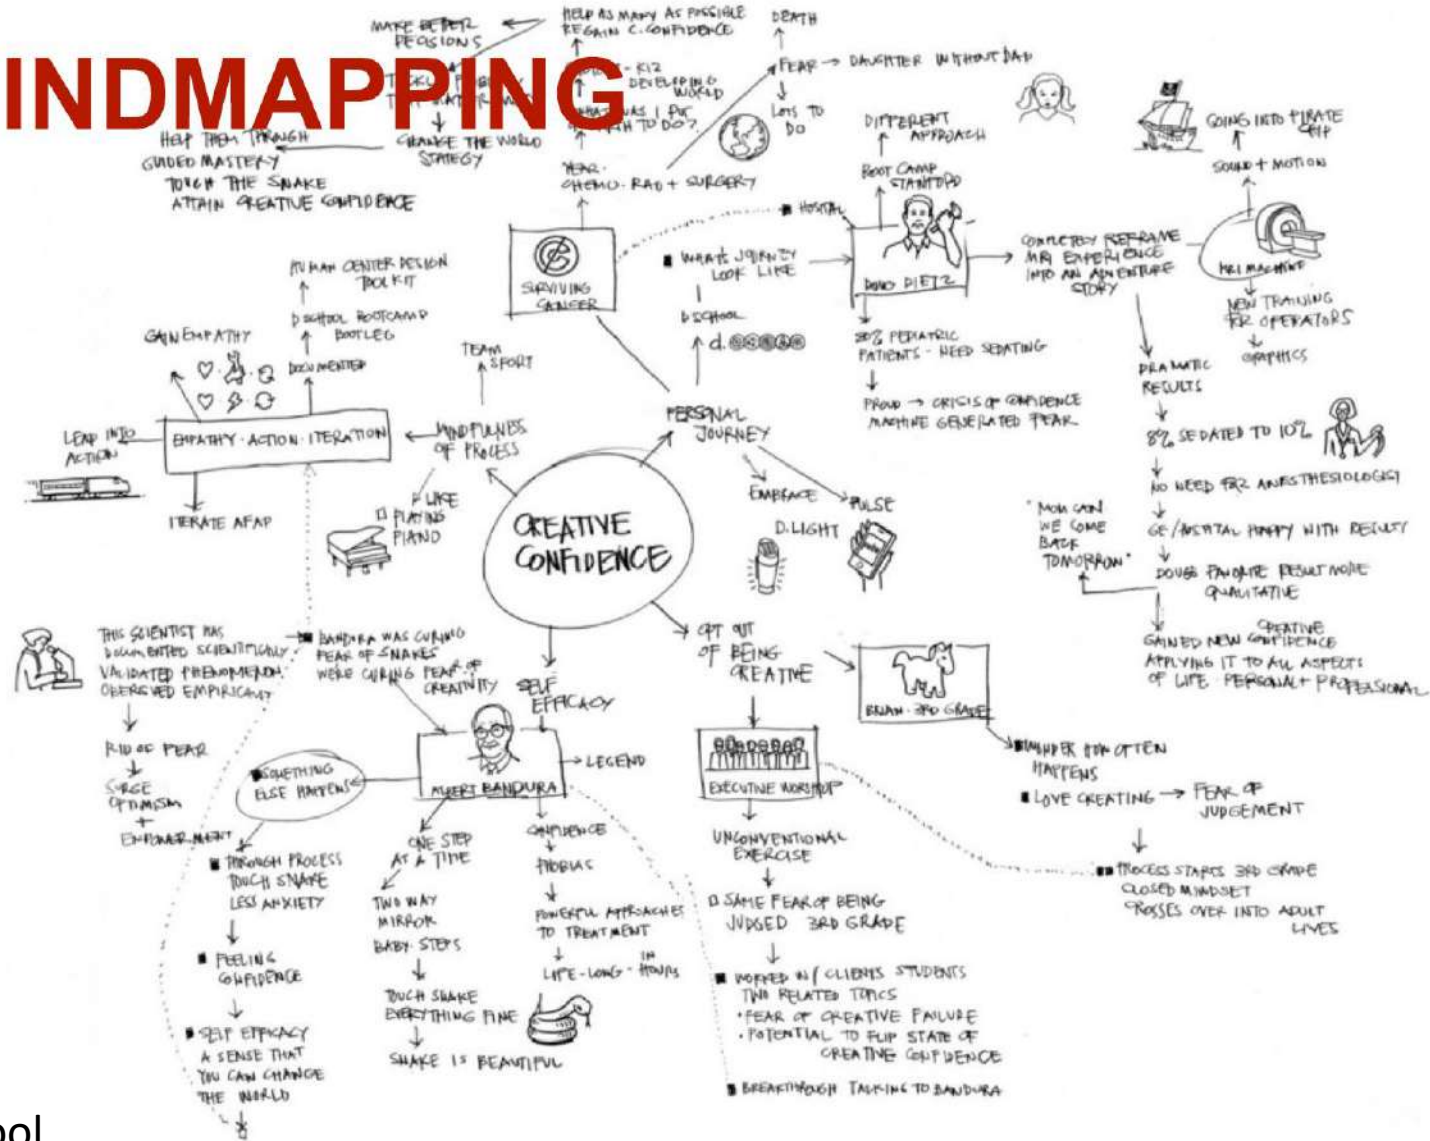 INDMAPPING
MAKE BETTER
DECISIONS
HELP AS MANY AS POSSIBLE
REGAIN C. CONFIDENCE
DEATH
FEAR → DAUGHTER WITHOUT DAD
LOTS TO
DO
DEVELOPING
WORLD
CHANGE THE WORLD
STATEGY
HELP THEM THROUGH
GUIDED MASTERY
TOUCH THE SNAKE
ATTAIN CREATIVE CONFIDENCE
YEAR.
CHEMO. RAD + SURGERY
SURVIVING
CANCER
HOSITAL
WHATS JOURNEY
LOOK LIKE
D SCHOOL
d.
PERSONAL
JOURNEY
DIFFERENT
APPROACH
BOOT CAMP
STANTFORD
DOUG DIETZ
80% PEDIATRIC
PATIENTS - NEED SEDATING
PROUD → CRISIS OF CONFIDENCE
MACHINE GENERATED FEAR
COMPLETELY REFRAME
MRI EXPERIENCE
INTO AN ADVENTURE
STORY
GOING INTO PIRATE
SHIP
SOUND + MOTION
MRI MACHINE
NEW TRAINING
FOR OPERATORS
GRAPHICS
DRAMATIC
RESULTS
8% SEDATED TO 10%
NO NEED FOR ANESTHESIOLOGIST
GE/HOSITAL HAPPY WITH RESULTS
DOUGS FAVORITE RESULT MORE
QUALITATIVE
"MOM CAN
WE COME
BACK
TOMORROW"
CREATIVE
GAINED NEW CONFIDENCE
APPLYING IT TO ALL ASPECTS
OF LIFE PERSONAL + PROFESSIONAL
HUMAN CENTER DESIGN
TOOLKIT
D SCHOOL BOOTCAMP
BOOTLEG
DOCUMENTED
GAIN EMPATHY
EMPATHY · ACTION · ITERATION
LEAP INTO
ACTION
ITERATE AFAP
TEAM
SPORT
MINDFULNESS
OF PROCESS
LIKE
PLAYING
PIANO
EMBRACE
D.LIGHT
PULSE
CREATIVE
CONFIDENCE
THIS SCIENTIST HAS
DOCUMENTED SCIENTIFICALLY
VALIDATED PHENOMENON
OBERSVED EMPIRICALLY
RID OF FEAR
SURGE
OPTIMISM
+
EMPOWERMENT
BANDURA WAS CURING
FEAR OF SNAKES
WERE CURING FEAR OF
CREATIVITY
SELF
EFFICACY
ALBERT BANDURA
LEGEND
SOMETHING
ELSE HAPPENS
THROUGH PROCESS
TOUCH SNAKE
LESS ANXIETY
FEELING
CONFIDENCE
SELF EFFICACY
A SENSE THAT
YOU CAN CHANGE
THE WORLD
ONE STEP
AT A TIME
TWO WAY
MIRROR
BABY-STEPS
TOUCH SNAKE
EVERYTHING FINE
SNAKE IS BEAUTIFUL
CONFIDENCE
PHOBIAS
POWERFUL APPROACHES
TO TREATMENT
LIFE-LONG-IN HOURS
OPT OUT
OF BEING
CREATIVE
BRIAN · 3RD GRADE
EXECUTIVE WORSHOP
UNCONVENTIONAL
EXERCISE
SAME FEAR OF BEING
JUDGED 3RD GRADE
WORKED W/ CLIENTS STUDENTS
TWO RELATED TOPICS
· FEAR OF CREATIVE FAILURE
· POTENTIAL TO FLIP STATE OF
CREATIVE CONFIDENCE
BREAKTHROUGH TALKING TO BANDURA
WONDER HOW OFTEN
HAPPENS
LOVE CREATING → FEAR OF
JUDGEMENT
PROCESS STARTS 3RD GRADE
CLOSED MINDSET
CROSSES OVER INTO ADULT
LIVES
ool